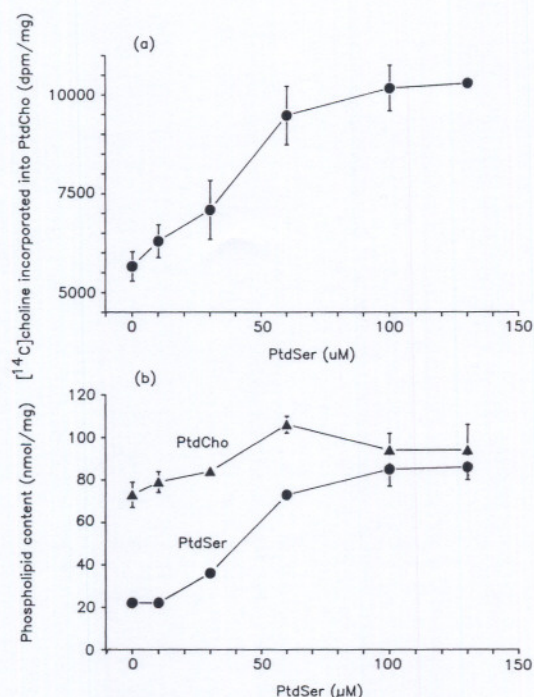 [¹⁴C]choline incorporated into PtdCho (dpm/mg)
(a)
10000
7500
5000
0
50
100
150
PtdSer (uM)
Phospholipid content (nmol/mg)
(b)
120
100
80
60
40
20
0
PtdCho
PtdSer
0
50
100
150
PtdSer (µM)